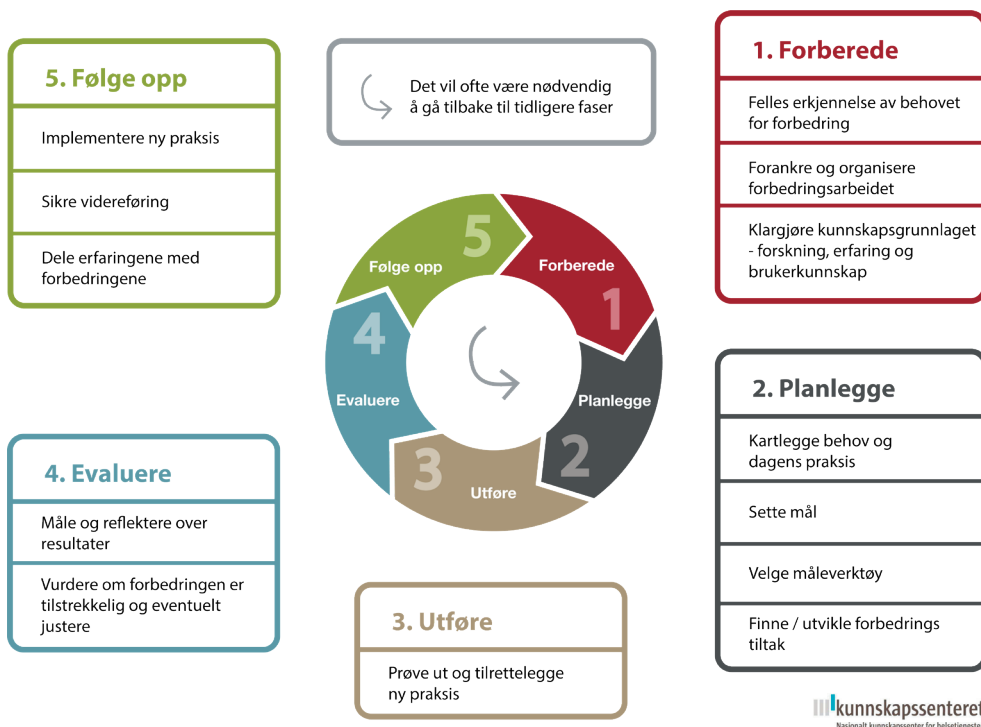 5. Følge opp
Implementere ny praksis
Sikre videreføring
Dele erfaringene med
forbedringene
Det vil ofte være nødvendig
å gå tilbake til tidligere faser
1. Forberede
Felles erkjennelse av behovet
for forbedring
Forankre og organisere
forbedringsarbeidet
Klargjøre kunnskapsgrunnlaget
- forskning, erfaring og
brukerkunnskap
5
Følge opp
Forberede
1
4
Evaluere
Planlegge
2
3
Utføre
2. Planlegge
Kartlegge behov og
dagens praksis
Sette mål
Velge måleverktøy
Finne / utvikle forbedrings
tiltak
4. Evaluere
Måle og reflektere over
resultater
Vurdere om forbedringen er
tilstrekkelig og eventuelt
justere
3. Utføre
Prøve ut og tilrettelegge
ny praksis
kunnskapssenteret
Nasjonalt kunnskapssenter for helsetjenesten